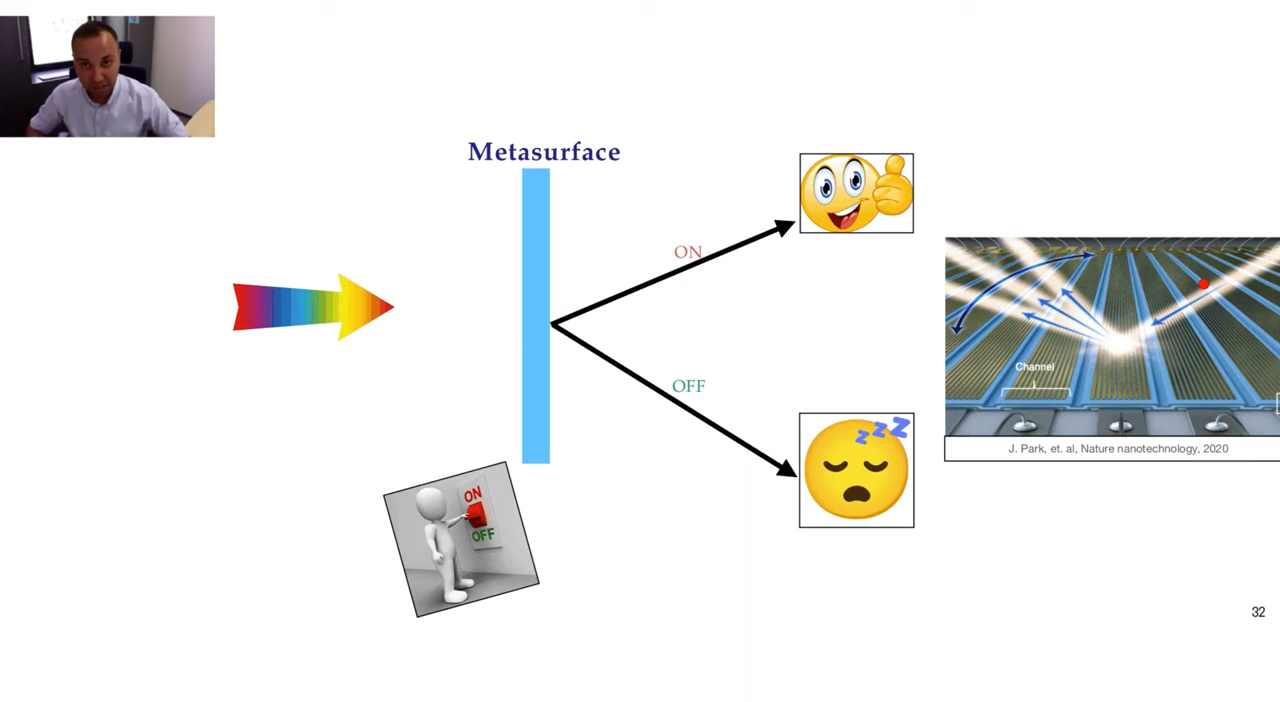 Metasurface
ON
OFF
ON
OFF
z z Z
Channel
J. Park, et. al, Nature nanotechnology, 2020
32